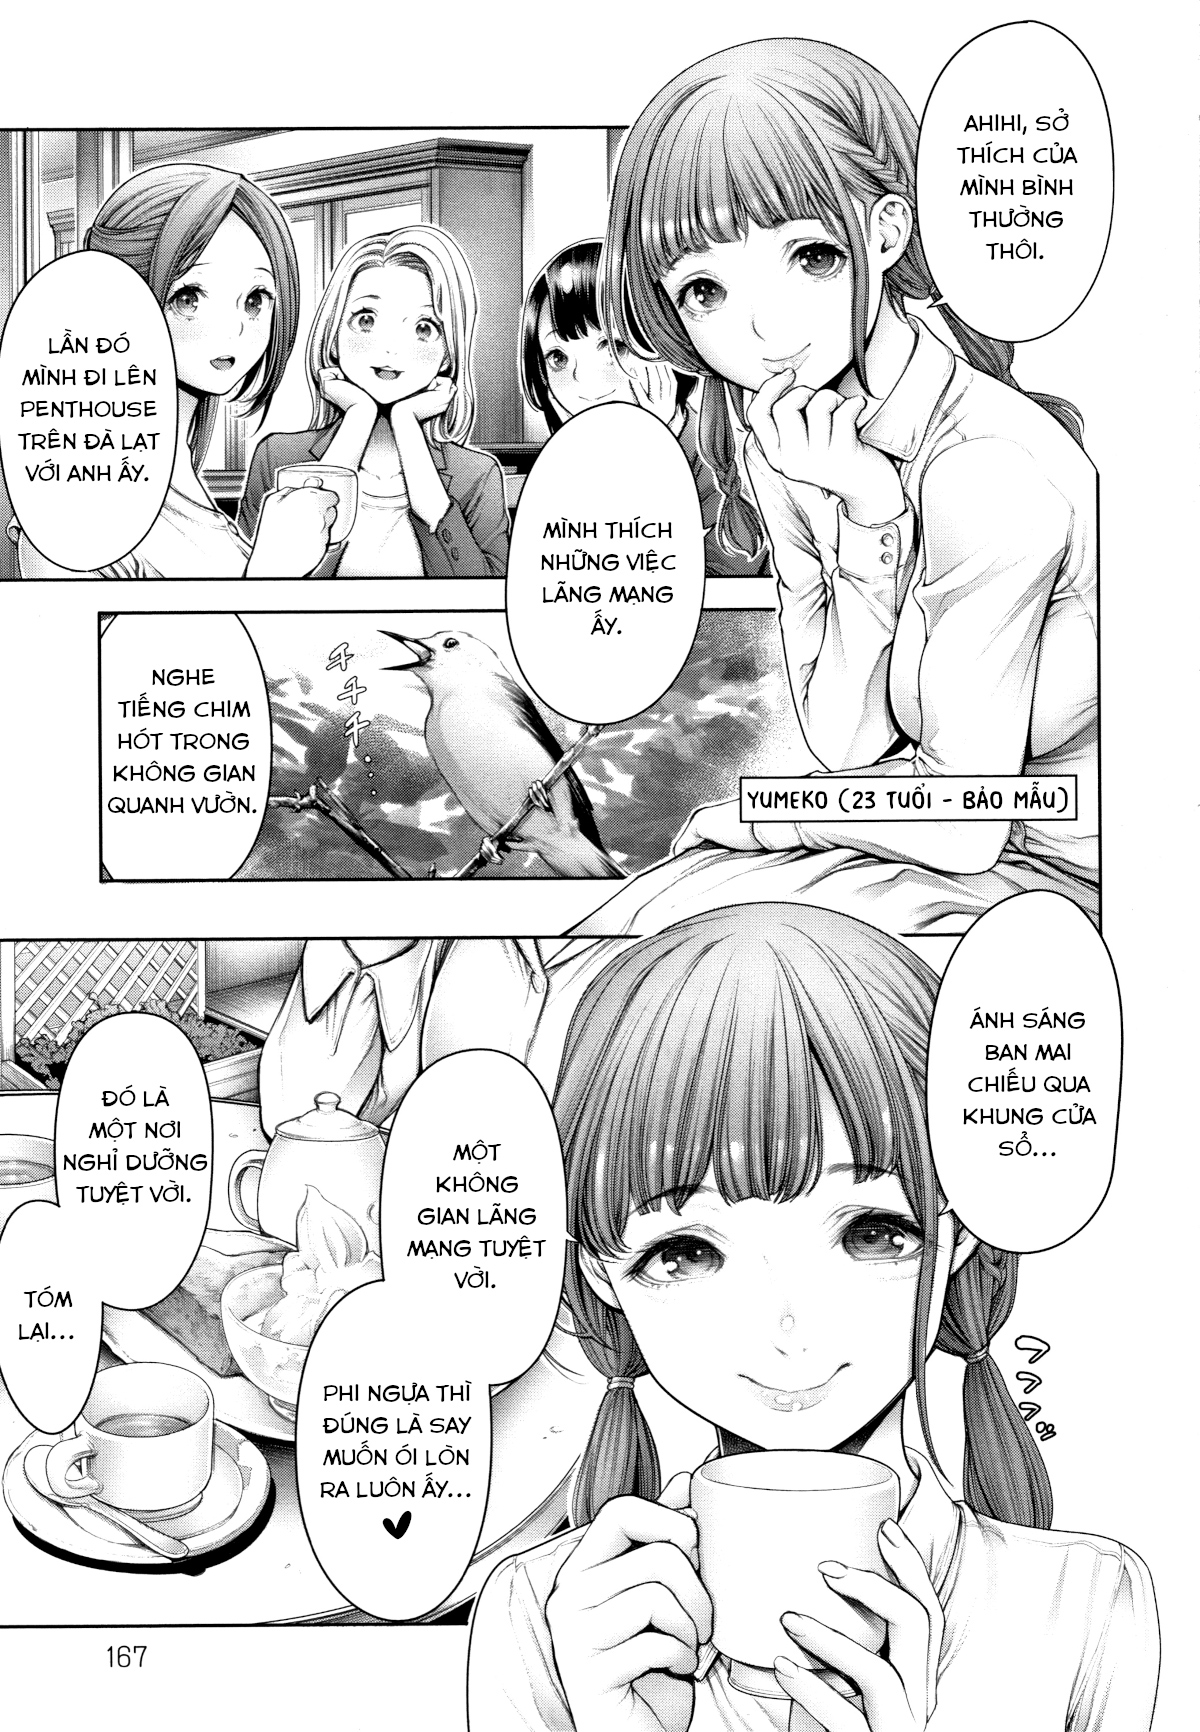 AHIHI, SỞ
THÍCH CỦA
MÌNH BÌNH
THƯỜNG
THÔI.
LẦN ĐÓ
MÌNH ĐI LÊN
PENTHOUSE
TRÊN ĐÀ LẠT
VỚI ANH ẤY.
MÌNH THÍCH
NHỮNG VIỆC
LÃNG MẠNG
ẤY.
YUMEKO (23 TUỔI - BẢO MẪU)
チチチ…
NGHE
TIẾNG CHIM
HÓT TRONG
KHÔNG GIAN
QUANH VƯỜN.
ÁNH SÁNG
BAN MAI
CHIẾU QUA
KHUNG CỬA
SỔ...
MỘT
KHÔNG
GIAN LÃNG
MẠNG TUYỆT
VỜI.
ĐÓ LÀ
MỘT NƠI
NGHỈ DƯỠNG
TUYỆT VỜI.
TÓM
LẠI...
PHI NGỰA THÌ
ĐÚNG LÀ SAY
MUỐN ÓI LÒN
RA LUÔN ẤY...
フフフッ
167